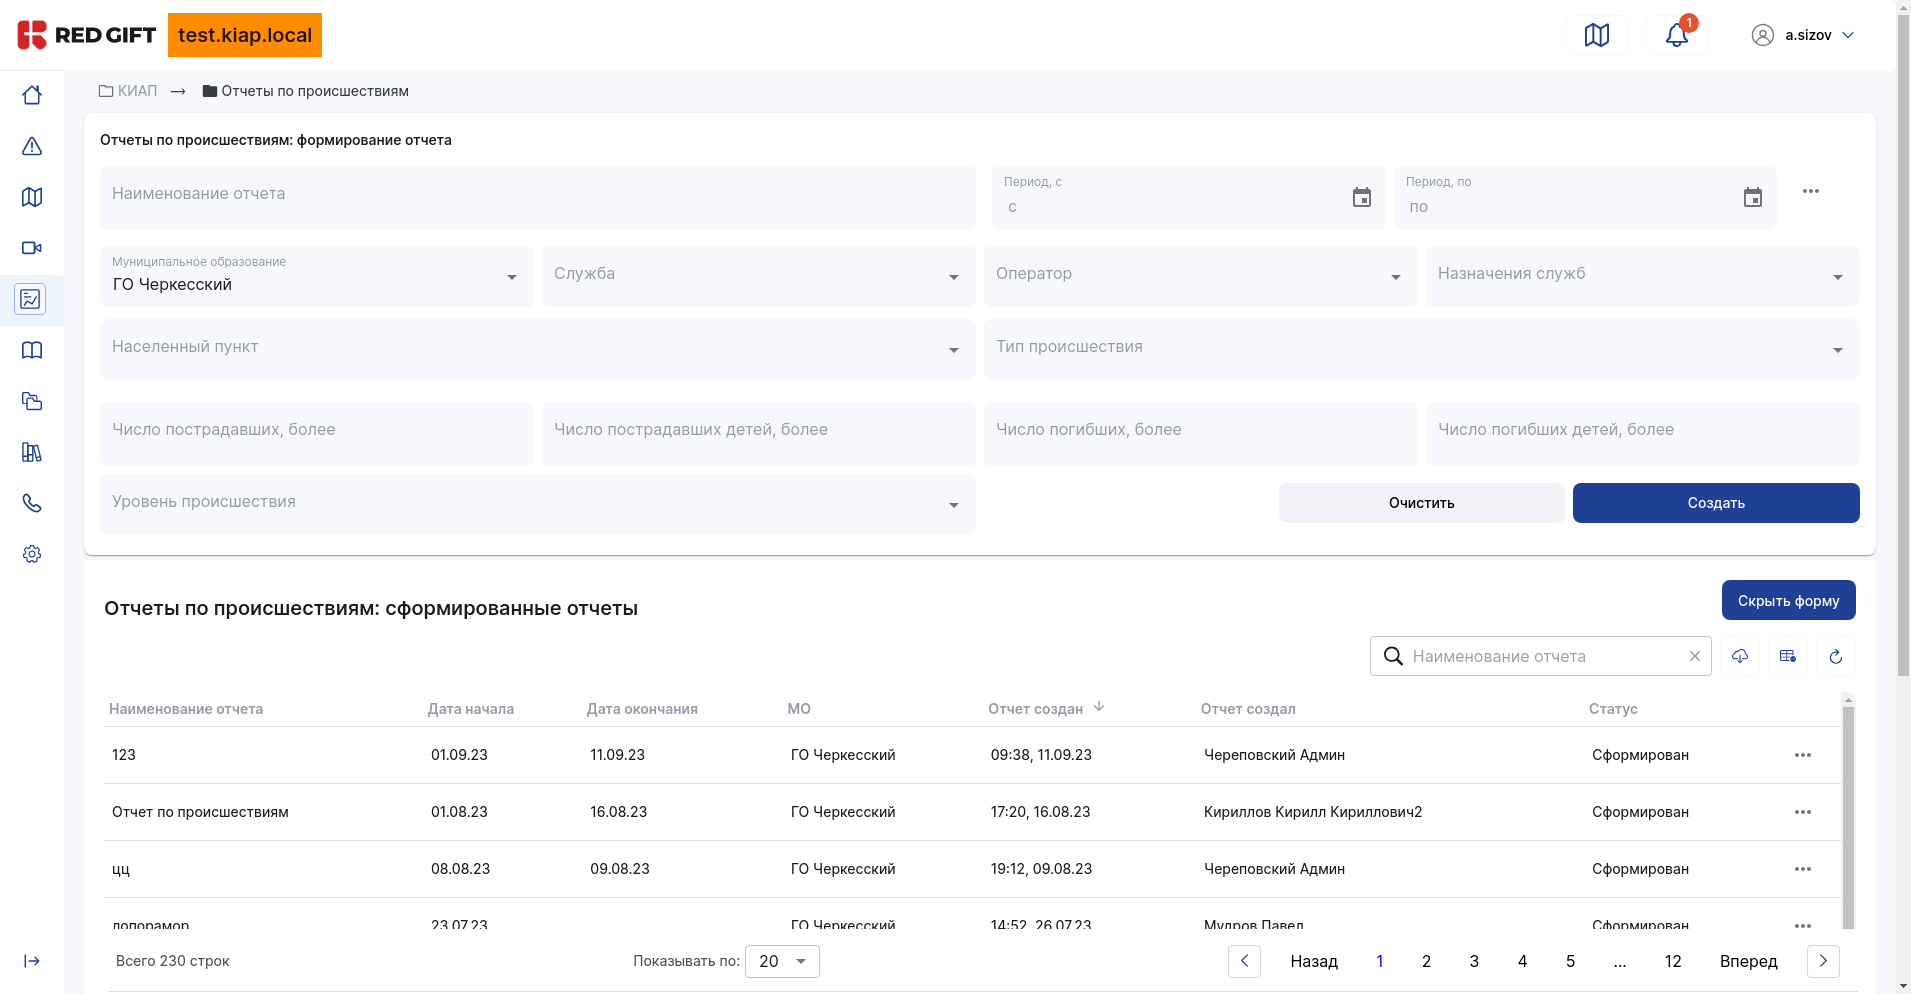 RED GIFT
test.kiap.local
1
a.sizov
КИАП → Отчеты по происшествиям
Отчеты по происшествиям: формирование отчета
Наименование отчета
Период, с
с
Период, по
по
Муниципальное образование
ГО Черкесский
Служба
Оператор
Назначения служб
Населенный пункт
Тип происшествия
Число пострадавших, более
Число пострадавших детей, более
Число погибших, более
Число погибших детей, более
Уровень происшествия
Очистить
Создать
Отчеты по происшествиям: сформированные отчеты
Скрыть форму
Наименование отчета
Наименование отчета Дата начала Дата окончания МО Отчет создан Отчет создал Статус
123 01.09.23 11.09.23 ГО Черкесский 09:38, 11.09.23 Череповский Админ Сформирован
Отчет по происшествиям 01.08.23 16.08.23 ГО Черкесский 17:20, 16.08.23 Кириллов Кирилл Кириллович2 Сформирован
цц 08.08.23 09.08.23 ГО Черкесский 19:12, 09.08.23 Череповский Админ Сформирован
лопорамор 23.07.23 ГО Черкесский 14:52, 26.07.23 Мудров Павел Сформирован
Всего 230 строк
Показывать по: 20
Назад 1 2 3 4 5 ... 12 Вперед